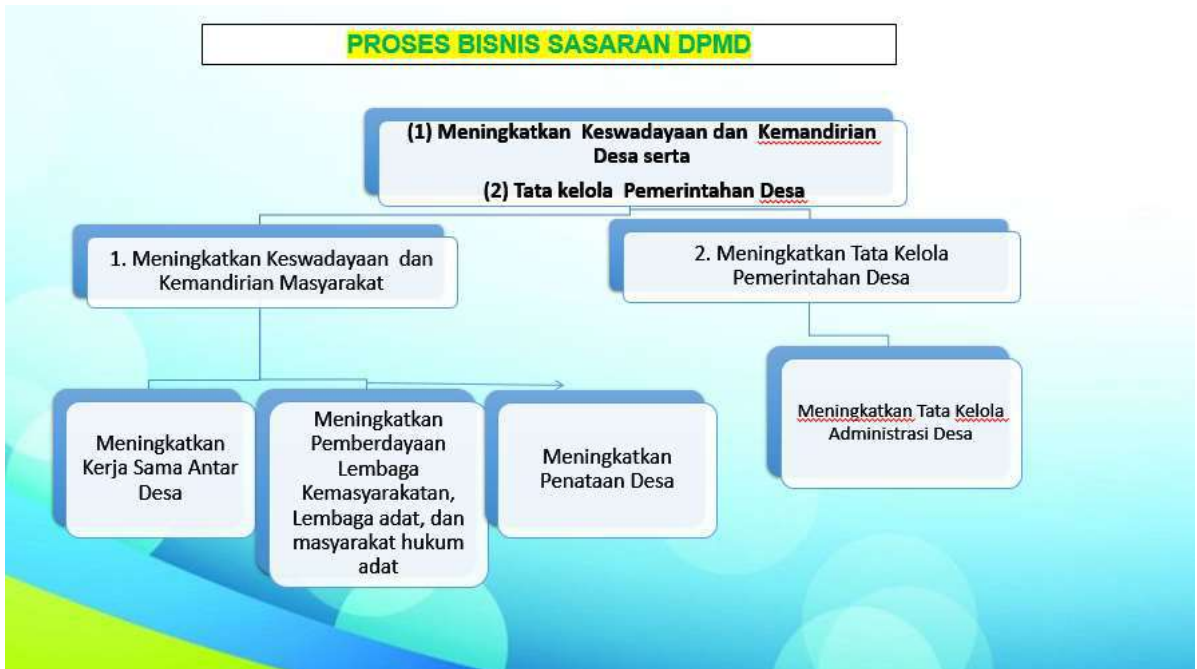 PROSES BISNIS SASARAN DPMD
(1) Meningkatkan Keswadayaan dan Kemandirian
Desa serta
(2) Tata kelola Pemerintahan Desa
1. Meningkatkan Keswadayaan dan
Kemandirian Masyarakat
2. Meningkatkan Tata Kelola
Pemerintahan Desa
Meningkatkan
Kerja Sama Antar
Desa
Meningkatkan
Pemberdayaan
Lembaga
Kemasyarakatan,
Lembaga adat, dan
masyarakat hukum
adat
Meningkatkan
Penataan Desa
Meningkatkan Tata Kelola
Administrasi Desa